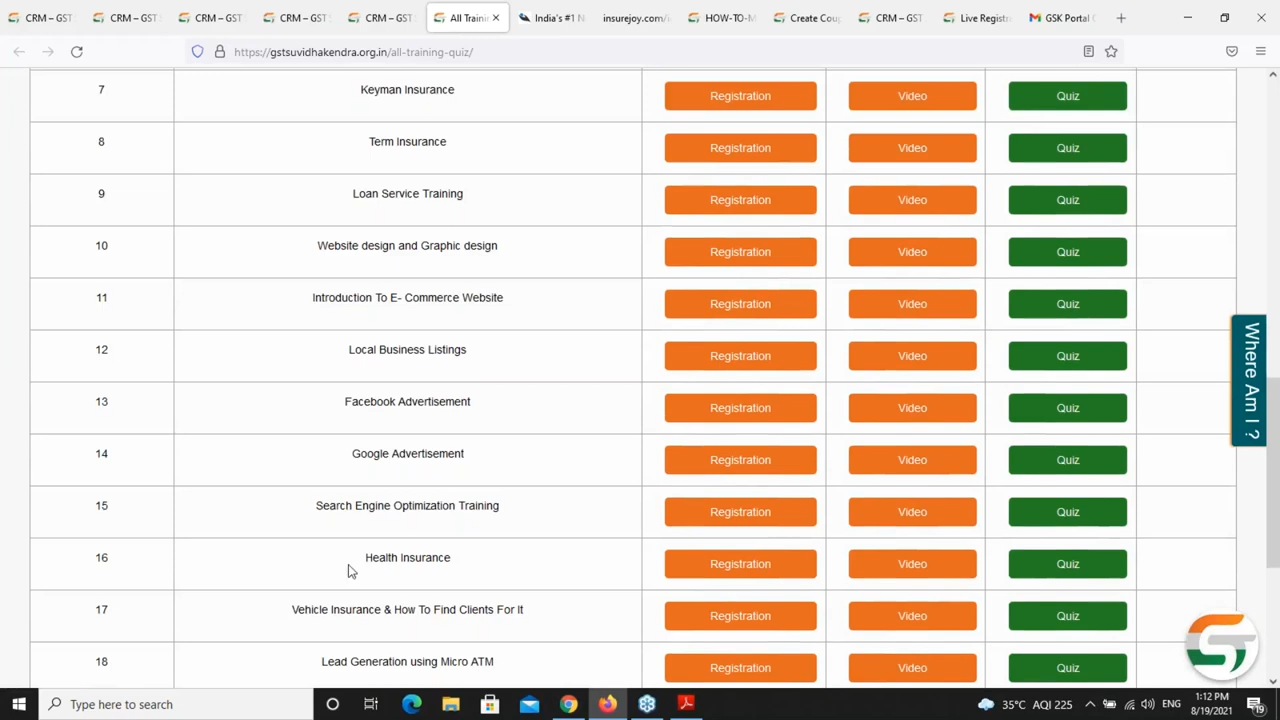 CRM – GST
CRM – GST
CRM – GST
CRM – GST
CRM – GST
All Traini
India's #1 N
insurejoy.com/i
HOW-TO-M
Create Cou
CRM – GST
Live Registr
GSK Portal
https://gstsuvidhakendra.org.in/all-training-quiz/
7 Keyman Insurance Registration Video Quiz
8 Term Insurance Registration Video Quiz
9 Loan Service Training Registration Video Quiz
10 Website design and Graphic design Registration Video Quiz
11 Introduction To E- Commerce Website Registration Video Quiz
12 Local Business Listings Registration Video Quiz
13 Facebook Advertisement Registration Video Quiz
14 Google Advertisement Registration Video Quiz
15 Search Engine Optimization Training Registration Video Quiz
16 Health Insurance Registration Video Quiz
17 Vehicle Insurance & How To Find Clients For It Registration Video Quiz
18 Lead Generation using Micro ATM Registration Video Quiz
Where Am I ?
Type here to search
35°C AQI 225
ENG
1:12 PM
8/19/2021
19